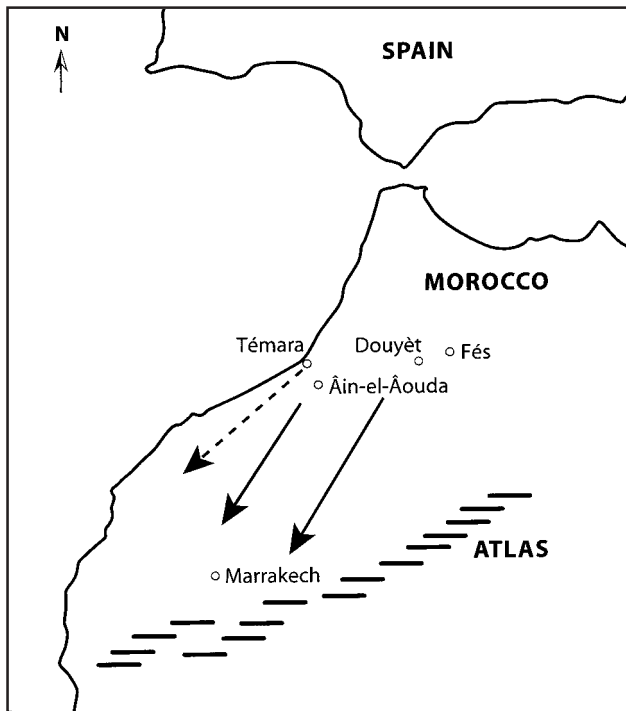 N
SPAIN
MOROCCO
Témara
Douyèt
Fés
Âin-el-Âouda
ATLAS
Marrakech